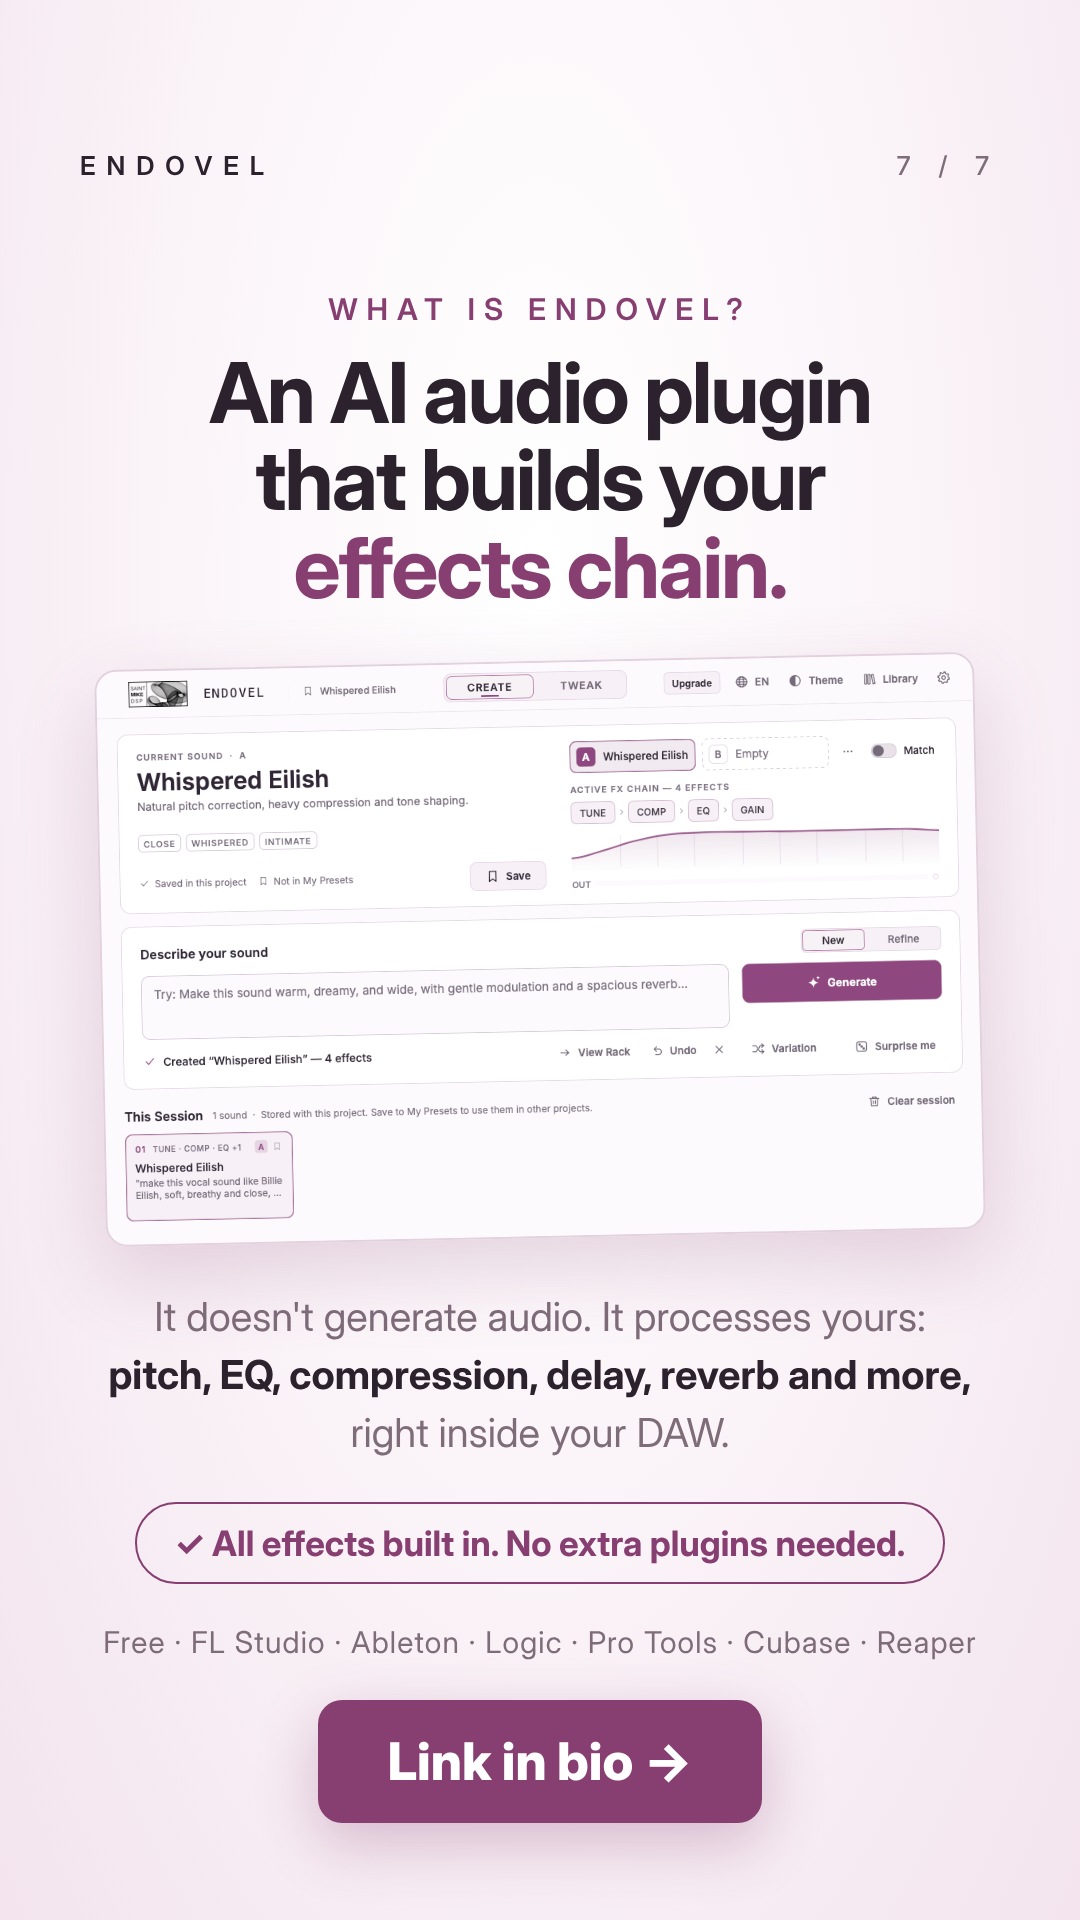 ENDOVEL
7 / 7
WHAT IS ENDOVEL?
An AI audio plugin
that builds your
effects chain.
SAINT
MIKE
DSP
ENDOVEL
Whispered Eilish
CREATE
TWEAK
Upgrade
EN
Theme
Library
CURRENT SOUND · A
Whispered Eilish
Natural pitch correction, heavy compression and tone shaping.
CLOSE
WHISPERED
INTIMATE
Saved in this project
Not in My Presets
Save
A Whispered Eilish
B Empty
...
Match
ACTIVE FX CHAIN — 4 EFFECTS
TUNE › COMP › EQ › GAIN
OUT
0
Describe your sound
New
Refine
Try: Make this sound warm, dreamy, and wide, with gentle modulation and a spacious reverb...
Generate
✓ Created “Whispered Eilish” — 4 effects
→ View Rack
Undo
×
Variation
Surprise me
This Session 1 sound · Stored with this project. Save to My Presets to use them in other projects.
Clear session
01 TUNE · COMP · EQ +1 A
Whispered Eilish
"make this vocal sound like Billie
Eilish, soft, breathy and close, ...
It doesn't generate audio. It processes yours:
pitch, EQ, compression, delay, reverb and more,
right inside your DAW.
✓ All effects built in. No extra plugins needed.
Free · FL Studio · Ableton · Logic · Pro Tools · Cubase · Reaper
Link in bio →